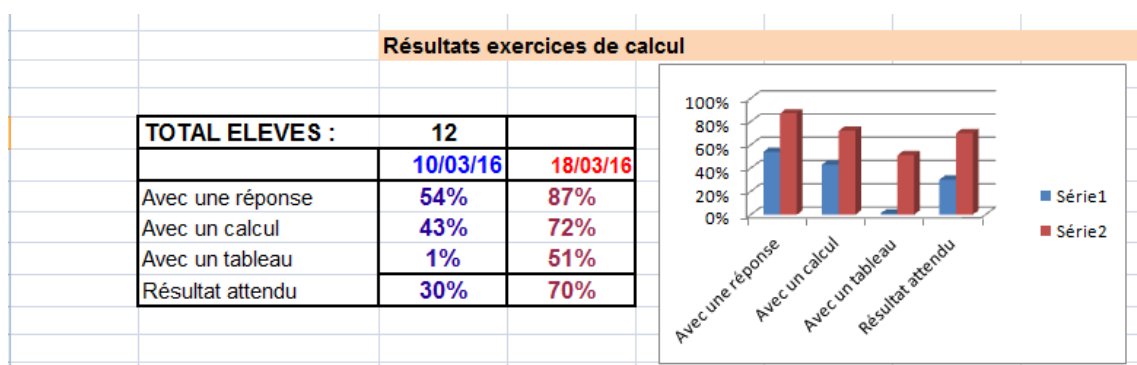 Résultats exercices de calcul
TOTAL ELEVES : 12
10/03/16 18/03/16
Avec une réponse 54% 87%
Avec un calcul 43% 72%
Avec un tableau 1% 51%
Résultat attendu 30% 70%
100%
80%
60%
40%
20%
0%
Avec une réponse
Avec un calcul
Avec un tableau
Résultat attendu
Série1
Série2